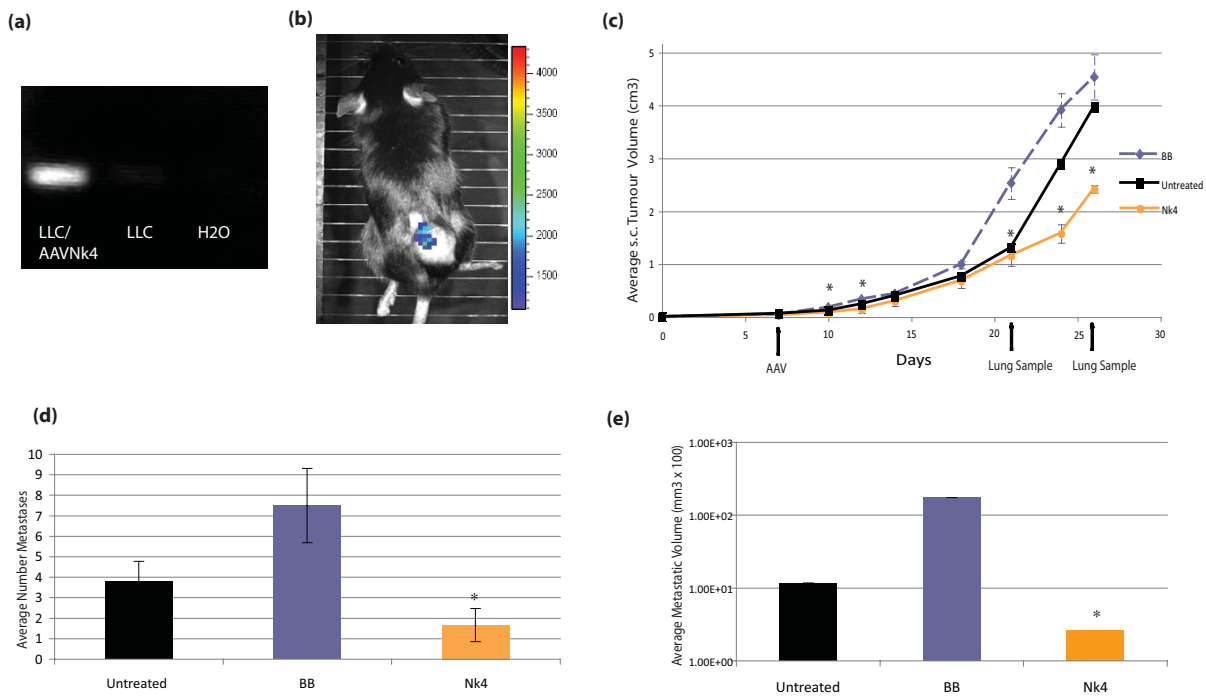 (a)
LLC/ LLC H2O
AAVNk4
(b)
4000
3500
3000
2500
2000
1500
(c)
Average s.c. Tumour Volume (cm3)
5
4
3
2
1
0
* * * * *
0 5 10 15 20 25 30
AAV Days Lung Sample Lung Sample
BB
Untreated
Nk4
(d)
Average Number Metastases
10
9
8
7
6
5
4
3
2
1
0
*
Untreated BB Nk4
(e)
Average Metastatic Volume (mm3 x 100)
1.00E+03
1.00E+02
1.00E+01
1.00E+00
*
Untreated BB Nk4